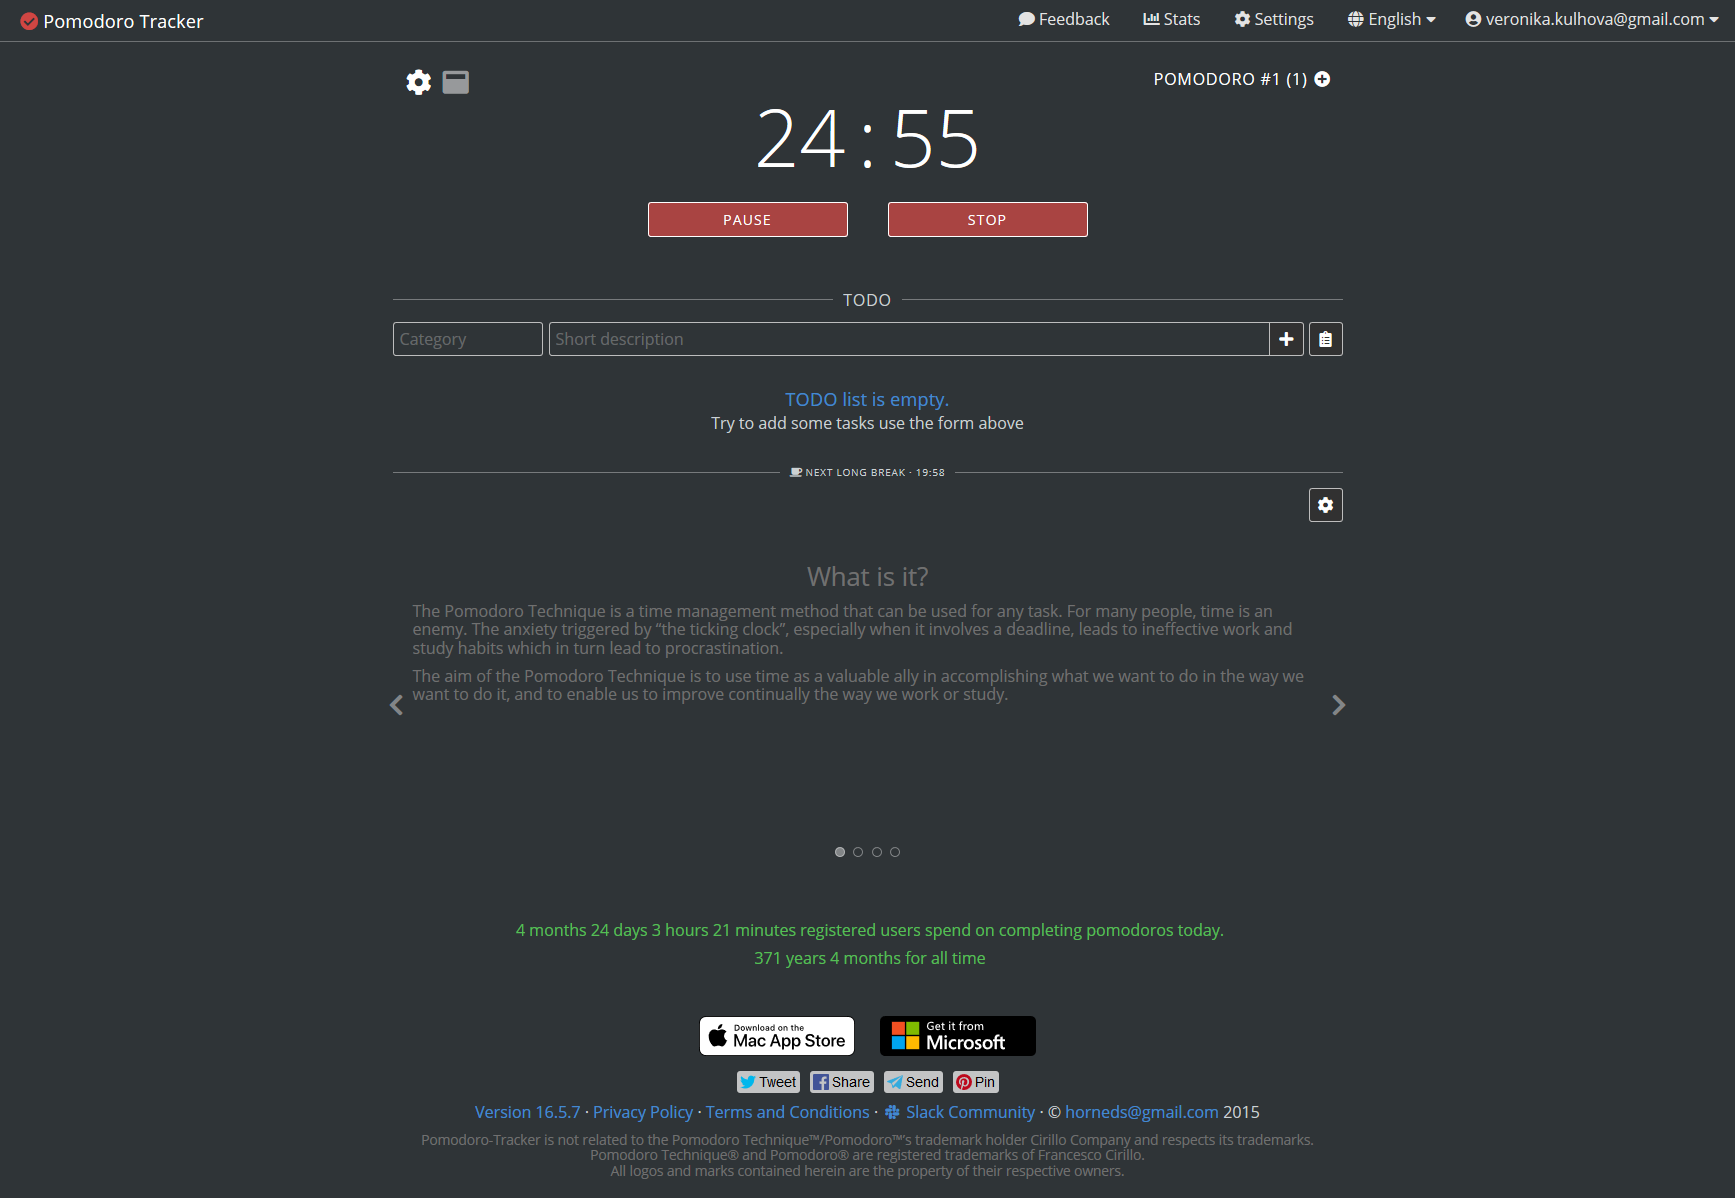 Pomodoro Tracker
Feedback
Stats
Settings
English
veronika.kulhova@gmail.com
POMODORO #1 (1)
24:55
PAUSE
STOP
TODO
Category
Short description
TODO list is empty.
Try to add some tasks use the form above
NEXT LONG BREAK · 19:58
What is it?
The Pomodoro Technique is a time management method that can be used for any task. For many people, time is an
enemy. The anxiety triggered by “the ticking clock”, especially when it involves a deadline, leads to ineffective work and
study habits which in turn lead to procrastination.
The aim of the Pomodoro Technique is to use time as a valuable ally in accomplishing what we want to do in the way we
want to do it, and to enable us to improve continually the way we work or study.
4 months 24 days 3 hours 21 minutes registered users spend on completing pomodoros today.
371 years 4 months for all time
Download on the
Mac App Store
Get it from
Microsoft
Tweet
Share
Send
Pin
Version 16.5.7 · Privacy Policy · Terms and Conditions · Slack Community · © horneds@gmail.com 2015
Pomodoro-Tracker is not related to the Pomodoro Technique™/Pomodoro™’s trademark holder Cirillo Company and respects its trademarks.
Pomodoro Technique® and Pomodoro® are registered trademarks of Francesco Cirillo.
All logos and marks contained herein are the property of their respective owners.